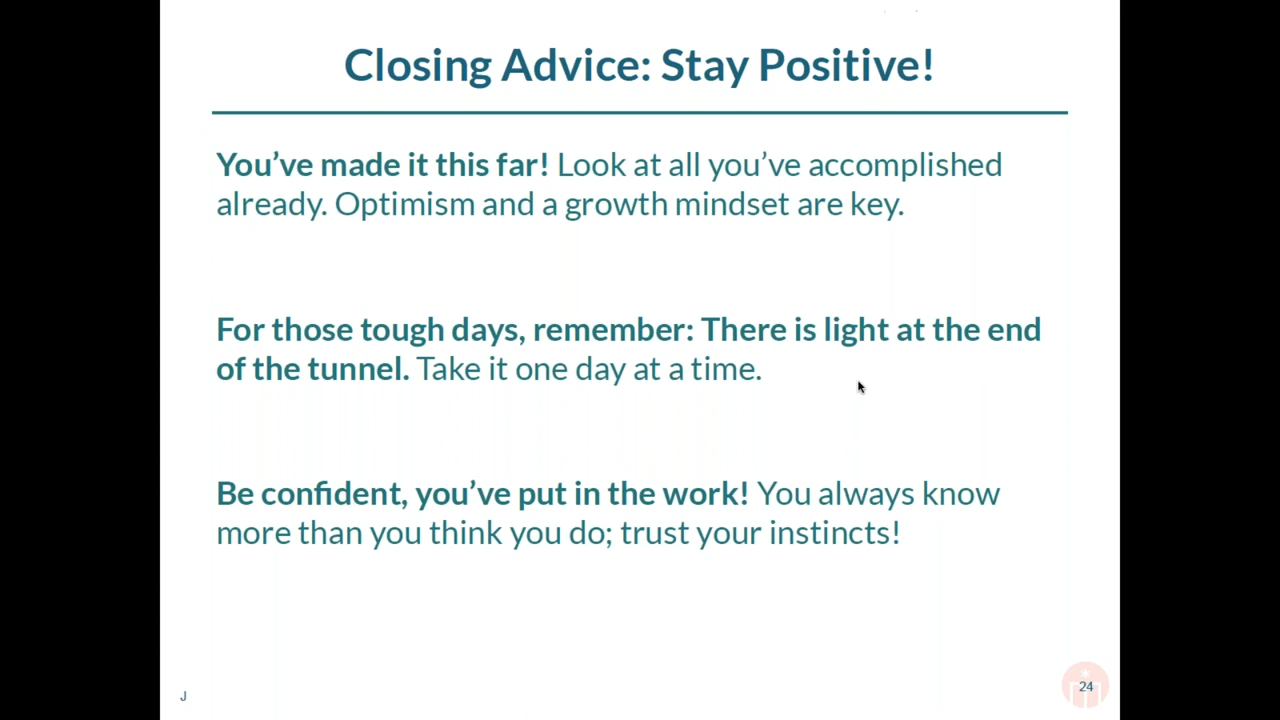 Closing Advice: Stay Positive!
You’ve made it this far! Look at all you’ve accomplished
already. Optimism and a growth mindset are key.
For those tough days, remember: There is light at the end
of the tunnel. Take it one day at a time.
Be confident, you’ve put in the work! You always know
more than you think you do; trust your instincts!
J
24